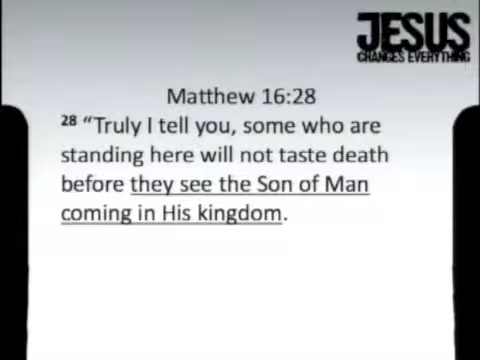 JESUS
CHANGES EVERYTHING
Matthew 16:28
28 “Truly I tell you, some who are
standing here will not taste death
before they see the Son of Man
coming in His kingdom.